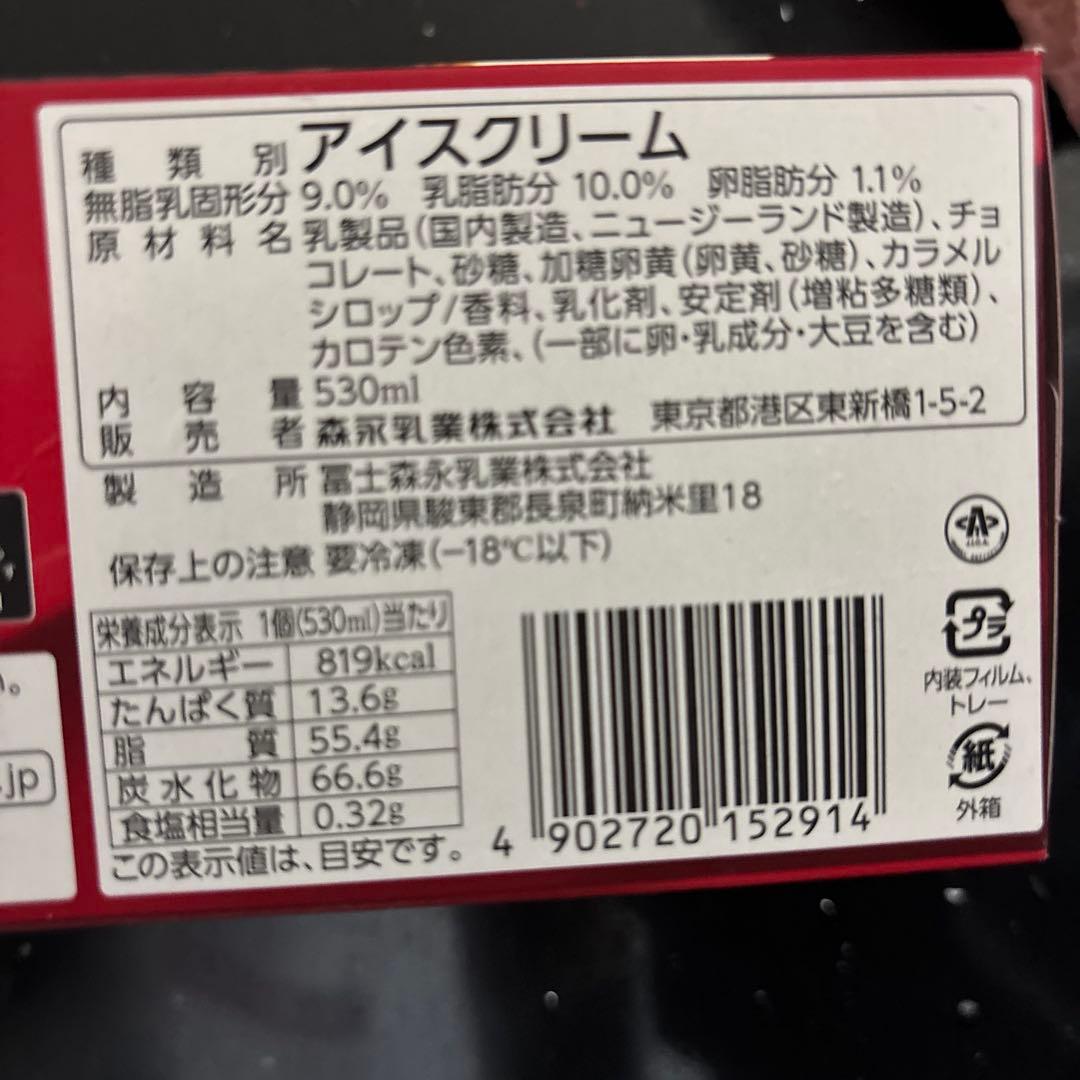 種類別 アイスクリーム
無脂乳固形分 9.0% 乳脂肪分 10.0% 卵脂肪分 1.1%
原材料名 乳製品(国内製造、ニュージーランド製造)、チョ
コレート、砂糖、加糖卵黄(卵黄、砂糖)、カラメル
シロップ/香料、乳化剤、安定剤(増粘多糖類)、
カロテン色素、(一部に卵・乳成分・大豆を含む)
内容量 530ml
販売者 森永乳業株式会社 東京都港区東新橋1-5-2
製造所 冨士森永乳業株式会社
静岡県駿東郡長泉町納米里18
保存上の注意 要冷凍(-18℃以下)
栄養成分表示 1個(530ml)当たり
エネルギー 819kcal
たんぱく質 13.6g
脂質 55.4g
炭水化物 66.6g
食塩相当量 0.32g
この表示値は、目安です。
4 902720 152914
プラ
内装フィルム、
トレー
紙
外箱
い。
.jp